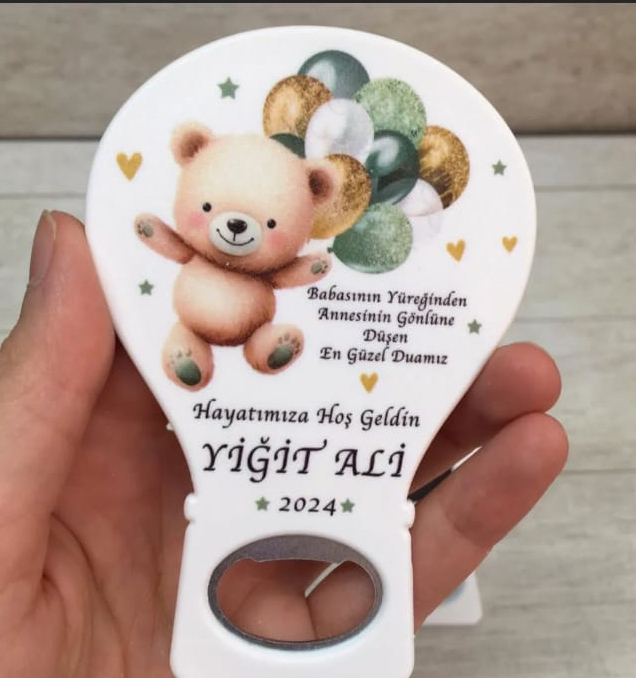 Babasının Yüreğinden
Annesinin Gönlüne
Düşen
En Güzel Duamız
Hayatımıza Hoş Geldin
YİĞİT ALİ
2024